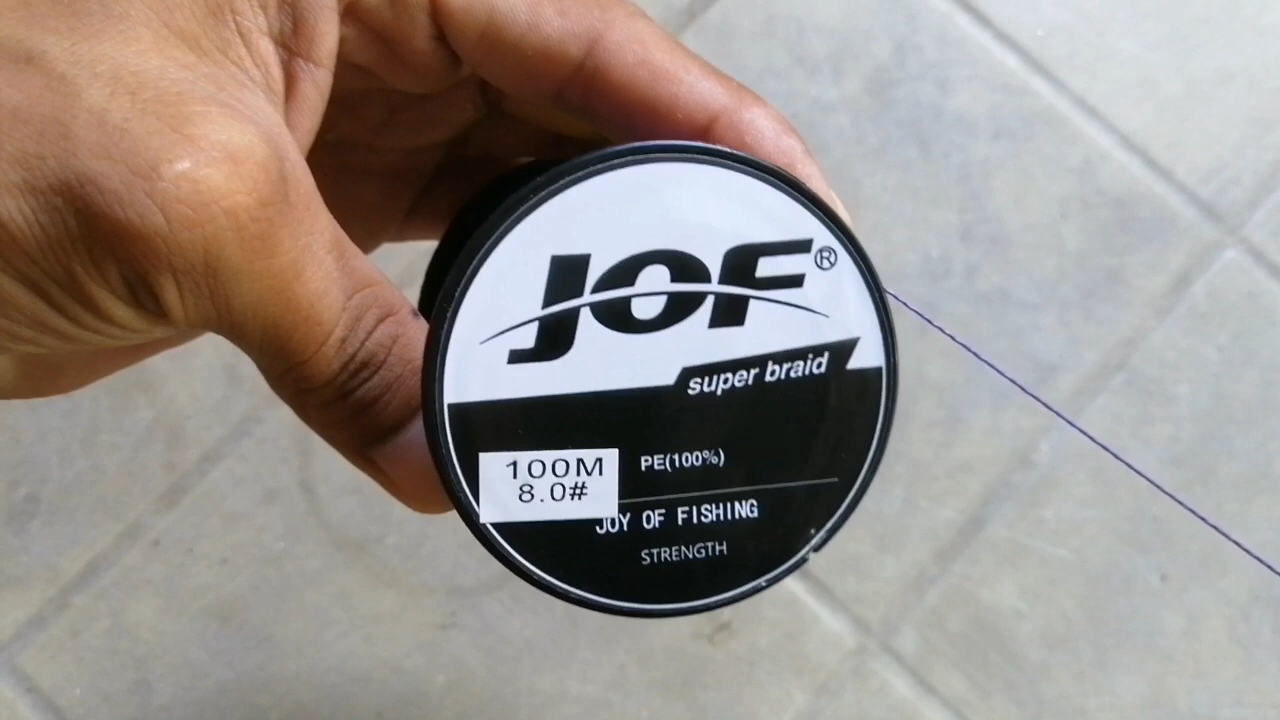 JOF®
super braid
PE(100%)
100M
8.0#
JOY OF FISHING
STRENGTH